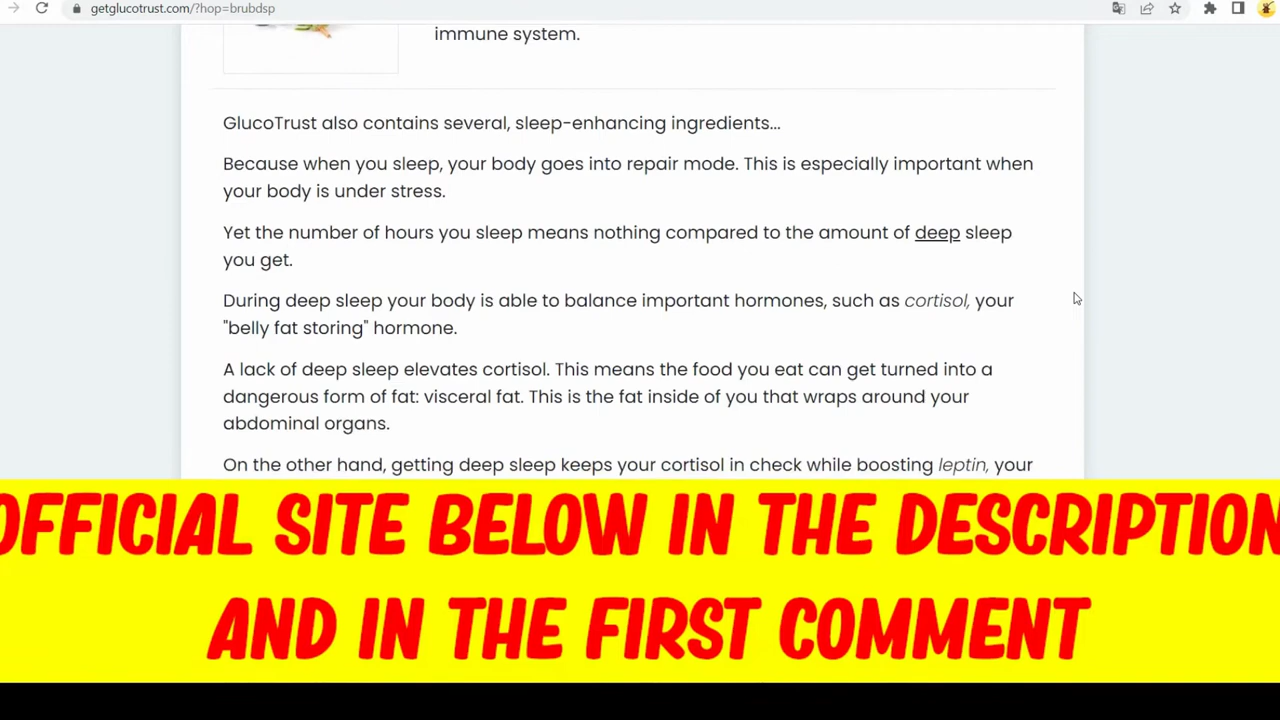 getglucotrust.com/?hop=brubdsp
immune system.
GlucoTrust also contains several, sleep-enhancing ingredients...
Because when you sleep, your body goes into repair mode. This is especially important when
your body is under stress.
Yet the number of hours you sleep means nothing compared to the amount of deep sleep
you get.
During deep sleep your body is able to balance important hormones, such as cortisol, your
"belly fat storing" hormone.
A lack of deep sleep elevates cortisol. This means the food you eat can get turned into a
dangerous form of fat: visceral fat. This is the fat inside of you that wraps around your
abdominal organs.
On the other hand, getting deep sleep keeps your cortisol in check while boosting leptin, your
OFFICIAL SITE BELOW IN THE DESCRIPTION
AND IN THE FIRST COMMENT